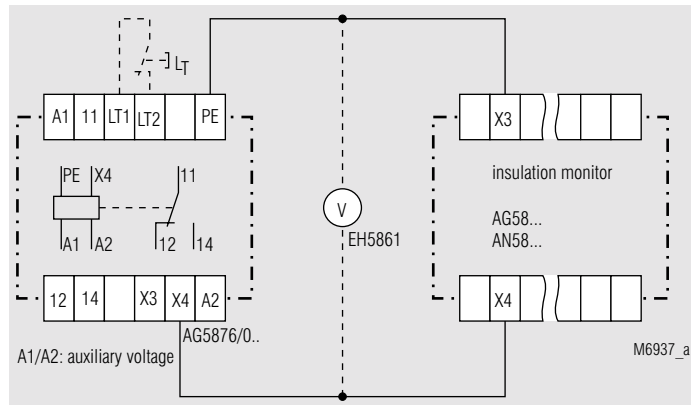 LT
A1 11 LT1 LT2 PE
X3
PE X4 11
insulation monitor
V
EH5861
AG58...
AN58...
A1 A2 12 14
12 14 X3 X4 A2
X4
AG5876/0..
A1/A2: auxiliary voltage
M6937_a